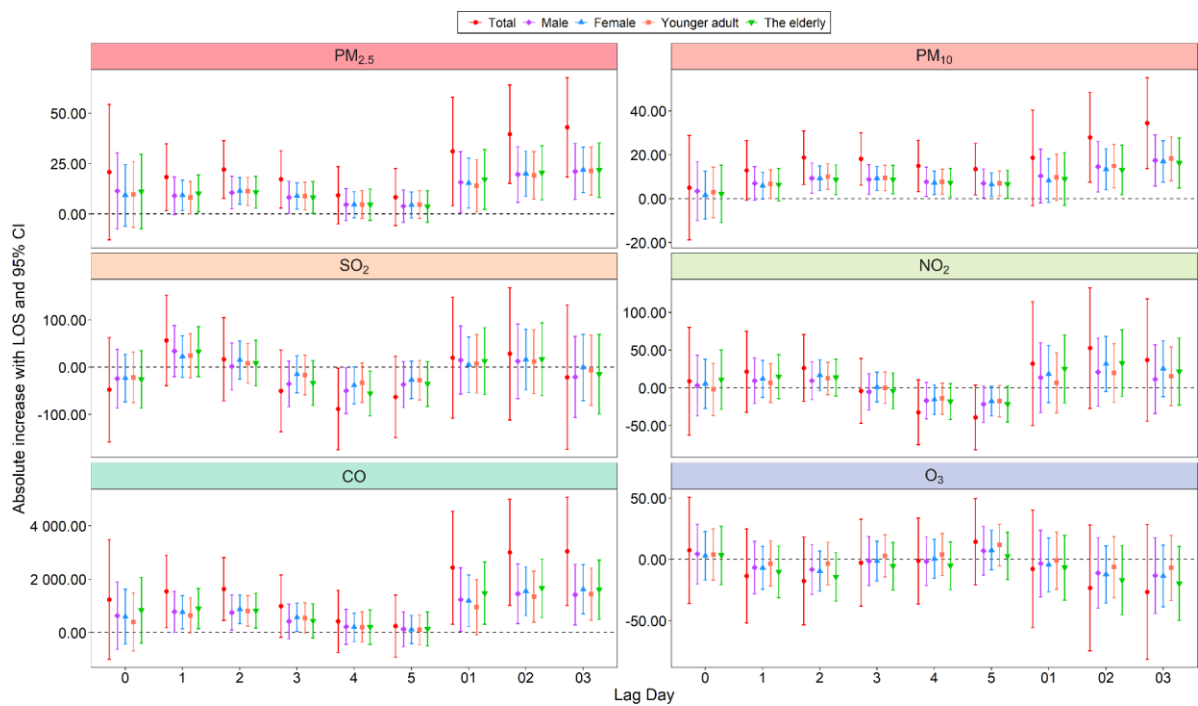 Total Male Female Younger adult The elderly
PM2.5 PM10
50.00
25.00
0.00
40.00
20.00
0.00
-20.00
SO2 NO2
100.00
0.00
-100.00
100.00
50.00
0.00
-50.00
CO O3
4 000.00
2 000.00
0.00
50.00
0.00
-50.00
0 1 2 3 4 5 01 02 03 0 1 2 3 4 5 01 02 03
Lag Day
Absolute increase with LOS and 95% CI